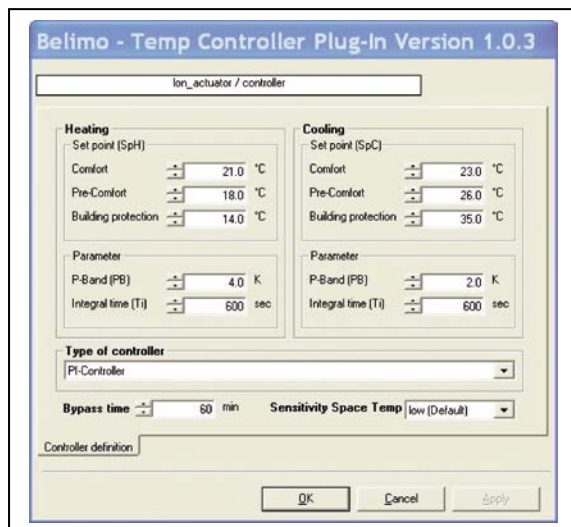 Belimo - Temp Controller Plug-In Version 1.0.3
lon_actuator / controller
Heating
Set point (SpH)
Comfort 21.0 °C
Pre-Comfort 18.0 °C
Building protection 14.0 °C
Parameter
P-Band (PB) 4.0 K
Integral time (Ti) 600 sec
Cooling
Set point (SpC)
Comfort 23.0 °C
Pre-Comfort 26.0 °C
Building protection 35.0 °C
Parameter
P-Band (PB) 2.0 K
Integral time (Ti) 600 sec
Type of controller
PI-Controller
Bypass time 60 min Sensitivity Space Temp low (Default)
Controller definition
OK Cancel Apply